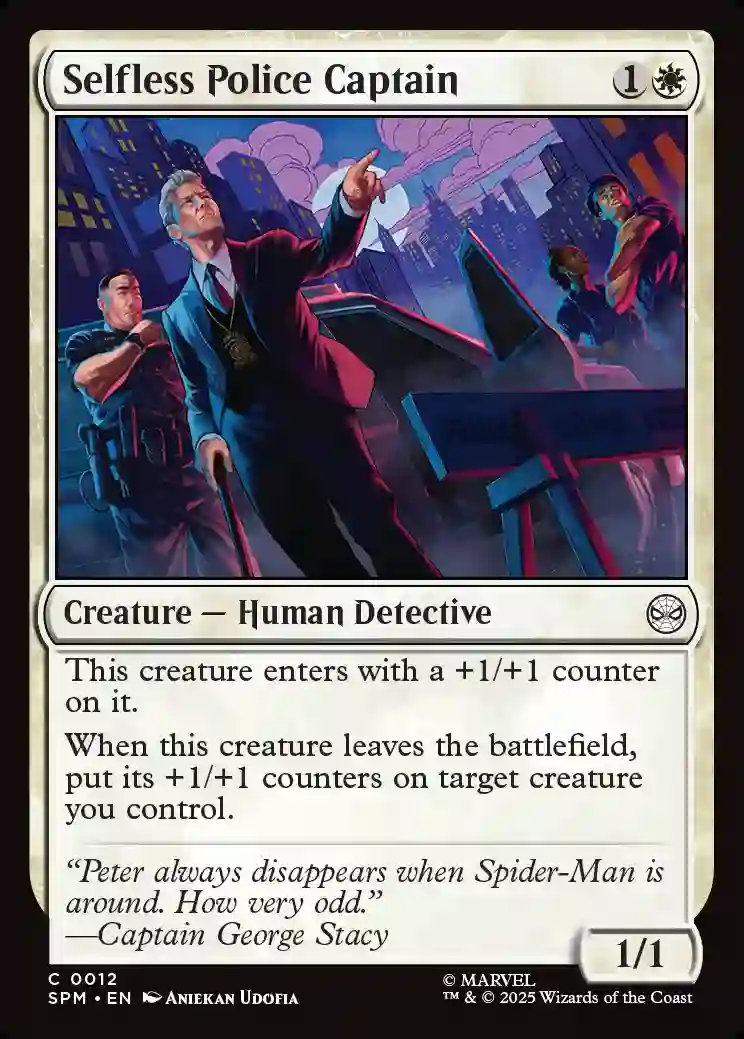 Selfless Police Captain 1
Creature — Human Detective
This creature enters with a +1/+1 counter
on it.
When this creature leaves the battlefield,
put its +1/+1 counters on target creature
you control.
“Peter always disappears when Spider-Man is
around. How very odd.”
—Captain George Stacy
1/1
C 0012
SPM • EN Aniekan Udofia
© MARVEL
™ & © 2025 Wizards of the Coast